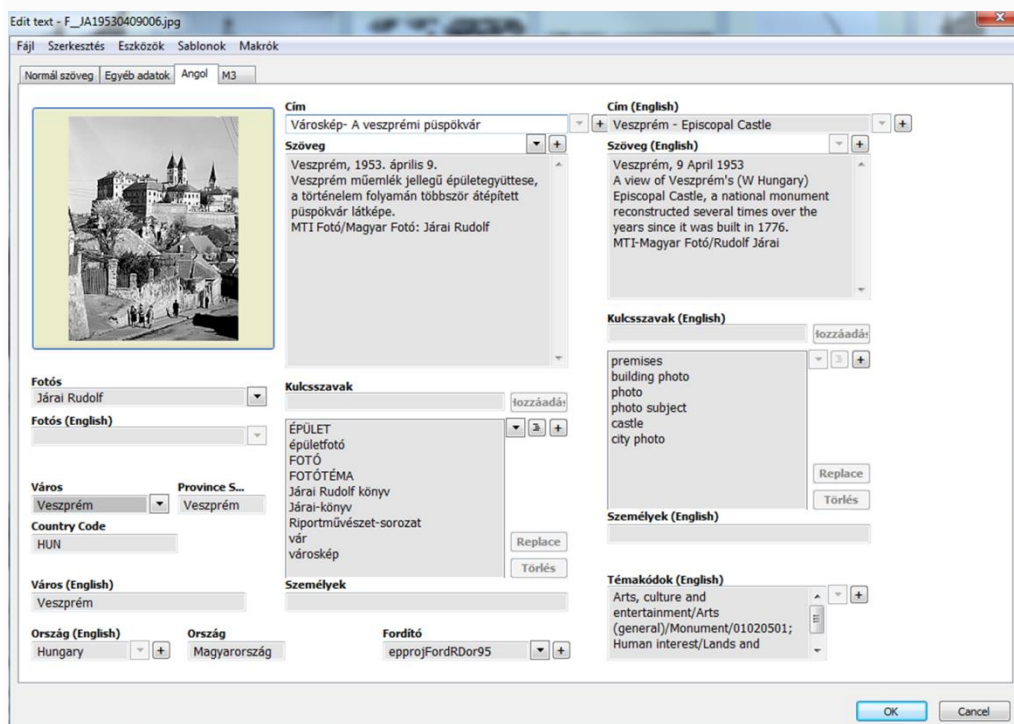 Edit text - F__JA19530409006.jpg
Fájl Szerkesztés Eszközök Sablonok Makrók
Normál szöveg Egyéb adatok Angol M3
Cím
Városkép- A veszprémi püspökvár
Szöveg
Veszprém, 1953. április 9.
Veszprém műemlék jellegű épületegyüttese,
a történelem folyamán többször átépített
püspökvár látképe.
MTI Fotó/Magyar Fotó: Járai Rudolf
Cím (English)
Veszprém - Episcopal Castle
Szöveg (English)
Veszprém, 9 April 1953
A view of Veszprém's (W Hungary)
Episcopal Castle, a national monument
reconstructed several times over the
years since it was built in 1776.
MTI-Magyar Fotó/Rudolf Járai
Fotós
Járai Rudolf
Fotós (English)
Város
Veszprém
Province S...
Veszprém
Country Code
HUN
Város (English)
Veszprém
Ország (English)
Hungary
Ország
Magyarország
Kulcsszavak
Hozzáadás
ÉPÜLET
épületfotó
FOTÓ
FOTÓTÉMA
Járai Rudolf könyv
Járai-könyv
Riportművészet-sorozat
vár
városkép
Replace
Törlés
Személyek
Fordító
epprojFordRDor95
Kulcsszavak (English)
Hozzáadás
premises
building photo
photo
photo subject
castle
city photo
Replace
Törlés
Személyek (English)
Témakódok (English)
Arts, culture and
entertainment/Arts
(general)/Monument/01020501;
Human interest/Lands and
OK Cancel